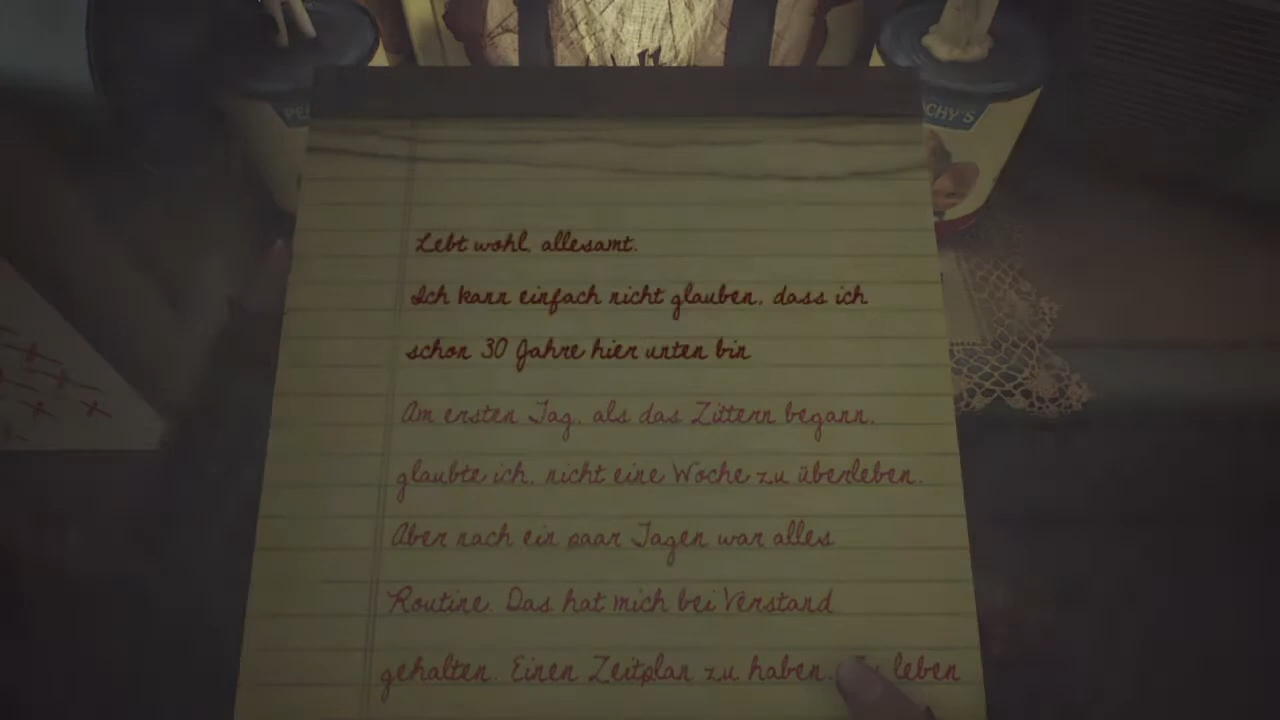 Lebt wohl, allesamt.
Ich kann einfach nicht glauben, dass ich
schon 30 Jahre hier unten bin
Am ersten Tag, als das Zittern begann,
glaubte ich, nicht eine Woche zu überleben.
Aber nach ein paar Tagen war alles
Routine. Das hat mich bei Verstand
gehalten. Einen Zeitplan zu haben. leben